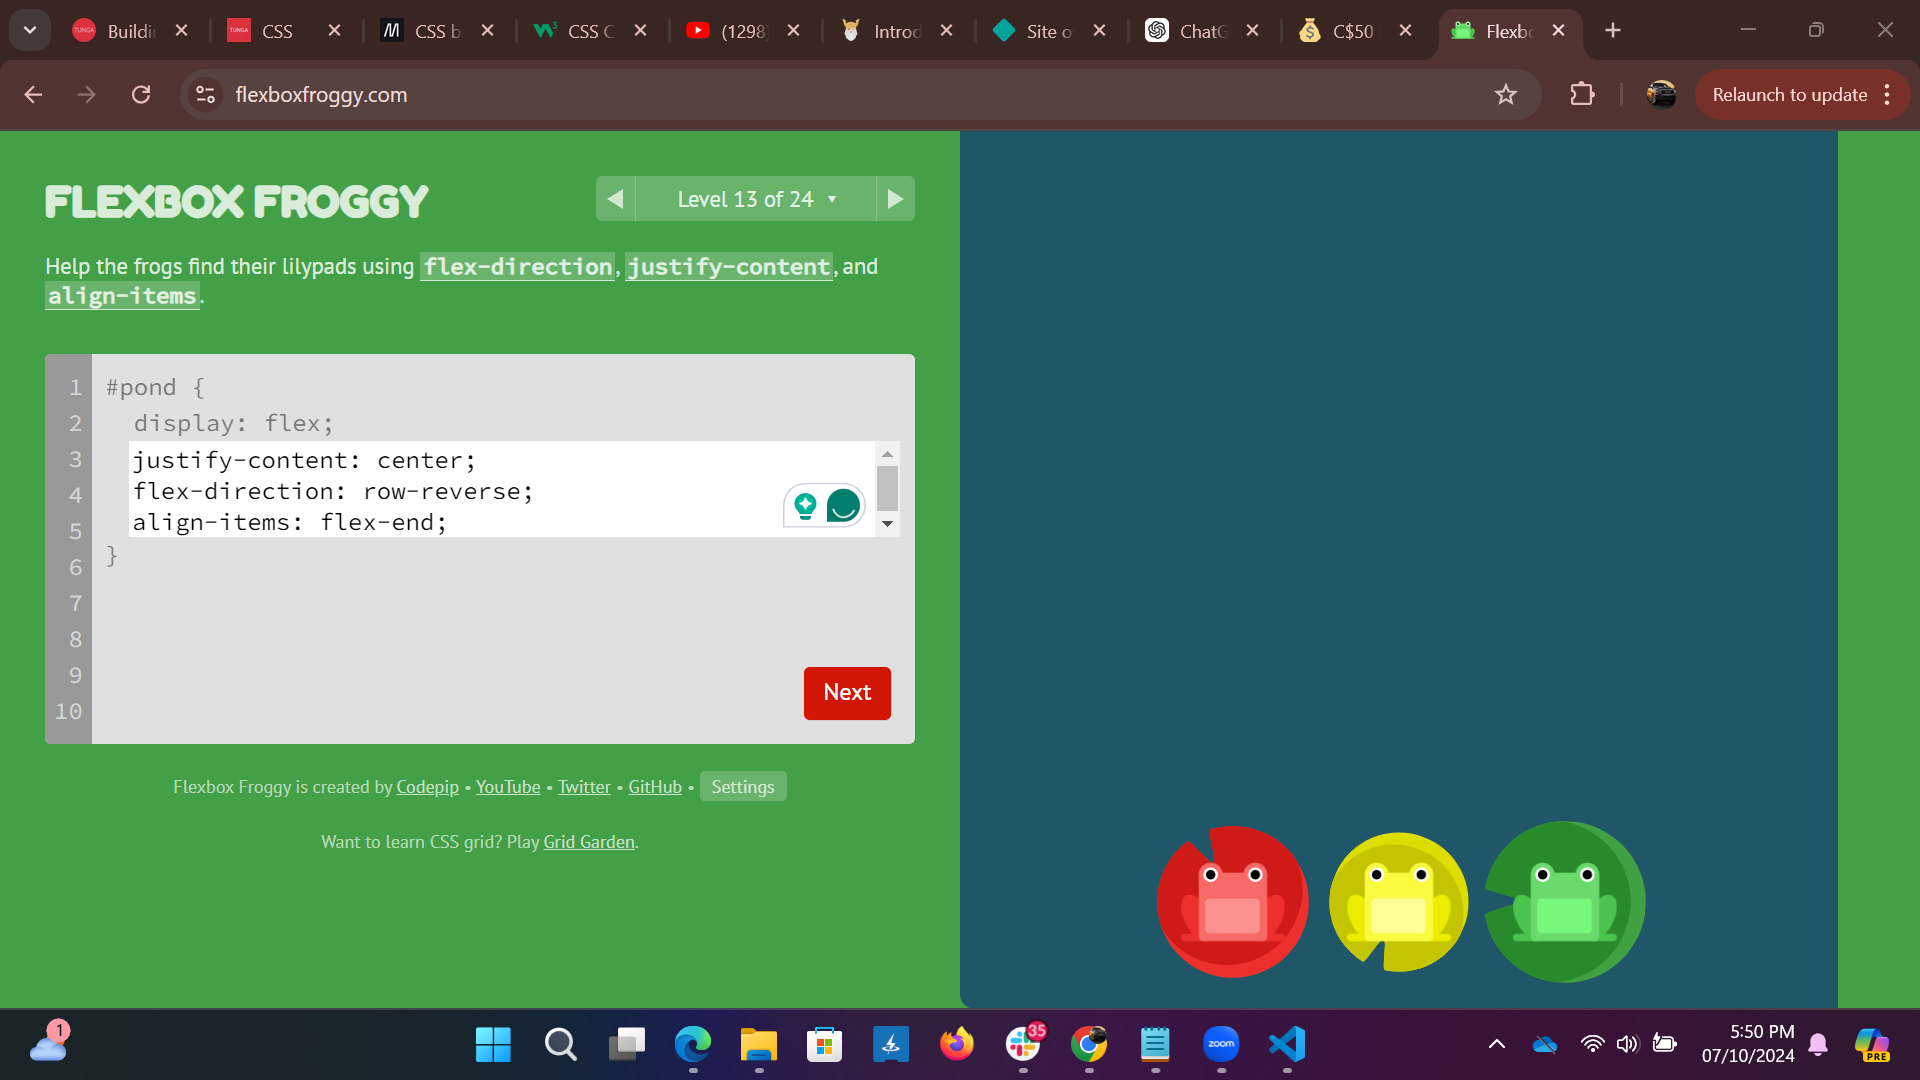 Buildin
CSS
CSS b
CSS C
(1298)
Introd
Site o
ChatG
C$50
Flexbo
flexboxfroggy.com
Relaunch to update
FLEXBOX FROGGY
Level 13 of 24 ▼
Help the frogs find their lilypads using flex-direction, justify-content, and
align-items.
1 #pond {
2 display: flex;
3 justify-content: center;
4 flex-direction: row-reverse;
5 align-items: flex-end;
6 }
7
8
9
10
Next
Flexbox Froggy is created by Codepip • YouTube • Twitter • GitHub • Settings
Want to learn CSS grid? Play Grid Garden.
1
35
zoom
5:50 PM
07/10/2024
PRE